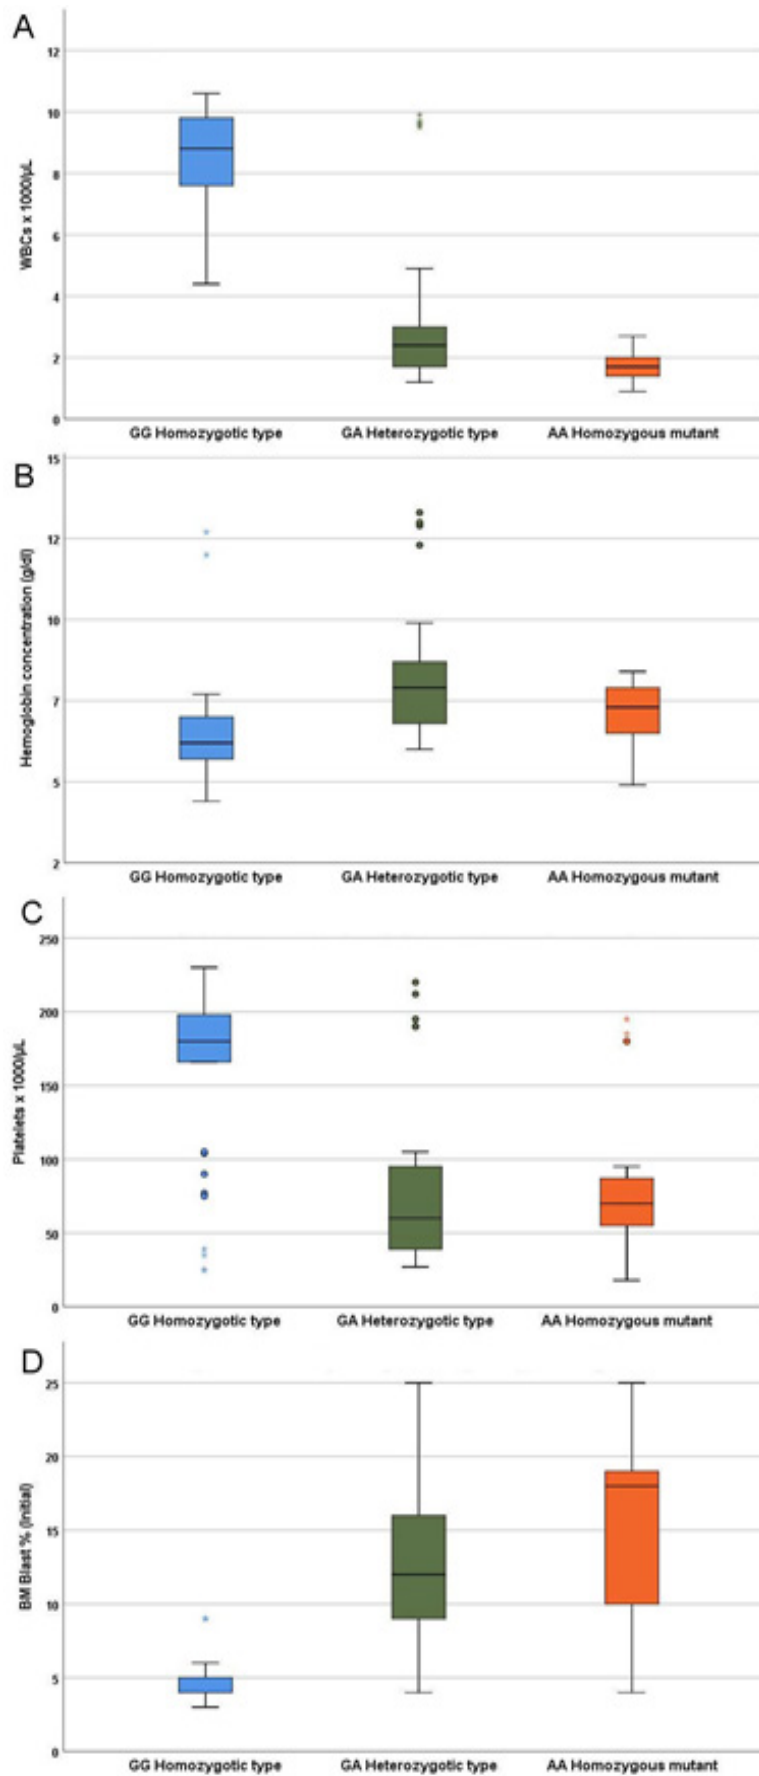 A
WBCs x 1000/µL
12
10
8
6
4
2
0
GG Homozygotic type GA Heterozygotic type AA Homozygous mutant
B
Hemoglobin concentration (g/dl)
15
12
10
7
5
2
GG Homozygotic type GA Heterozygotic type AA Homozygous mutant
C
Platelets x 1000/µL
250
200
150
100
50
0
GG Homozygotic type GA Heterozygotic type AA Homozygous mutant
D
BM Blast % (Initial)
25
20
15
10
5
0
GG Homozygotic type GA Heterozygotic type AA Homozygous mutant